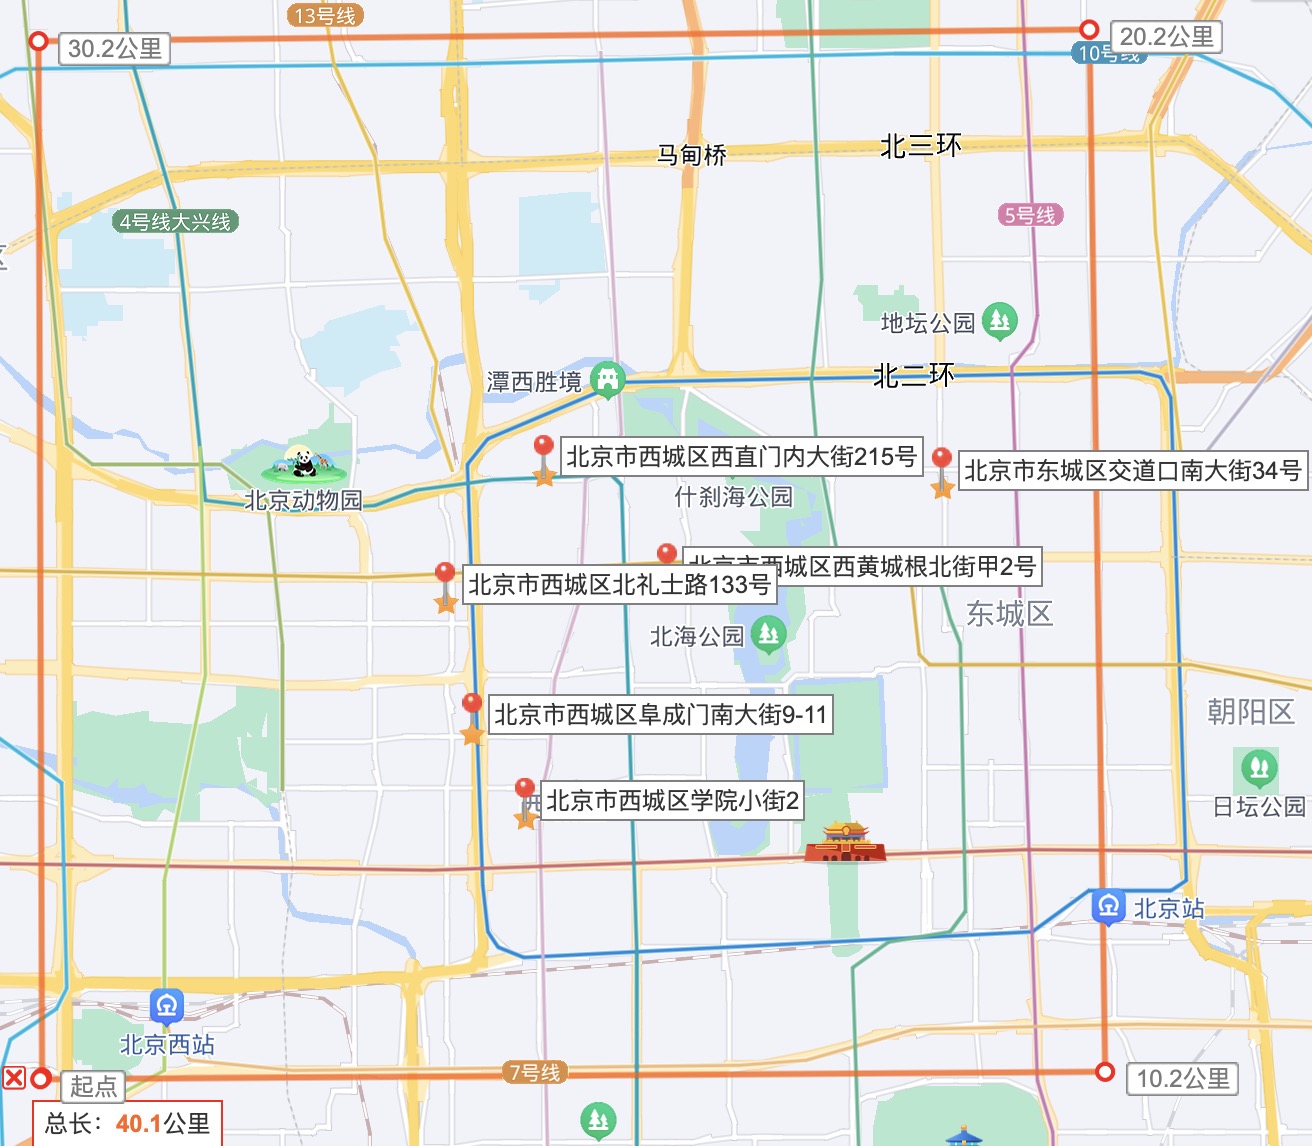 13号线
30.2公里
20.2公里
10号线
北三环
马甸桥
4号线大兴线
5号线
区
地坛公园
北二环
潭西胜境
北京市西城区西直门内大街215号
北京市东城区交道口南大街34号
北京动物园
什刹海公园
北京市西城区西黄城根北街甲2号
北京市西城区北礼士路133号
东城区
北海公园
北京市西城区阜成门南大街9-11
朝阳区
西
北京市西城区学院小街2
日坛公园
北京站
北京西站
7号线
起点
10.2公里
总长：40.1公里